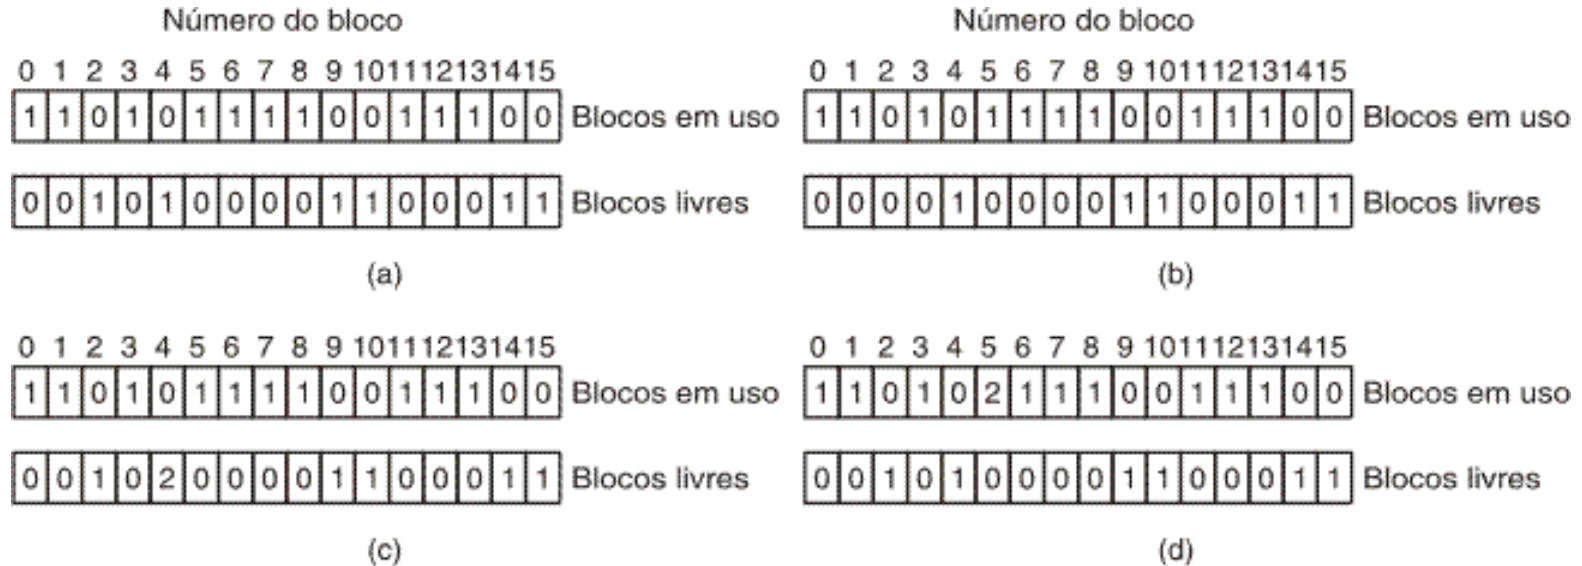 Número do bloco
0 1 2 3 4 5 6 7 8 9 10 11 12 13 14 15
1 1 0 1 0 1 1 1 1 0 0 1 1 1 0 0 Blocos em uso
0 0 1 0 1 0 0 0 0 1 1 0 0 0 1 1 Blocos livres
(a)
Número do bloco
0 1 2 3 4 5 6 7 8 9 10 11 12 13 14 15
1 1 0 1 0 1 1 1 1 0 0 1 1 1 0 0 Blocos em uso
0 0 0 0 1 0 0 0 0 1 1 0 0 0 1 1 Blocos livres
(b)
0 1 2 3 4 5 6 7 8 9 10 11 12 13 14 15
1 1 0 1 0 1 1 1 1 0 0 1 1 1 0 0 Blocos em uso
0 0 1 0 2 0 0 0 0 1 1 0 0 0 1 1 Blocos livres
(c)
0 1 2 3 4 5 6 7 8 9 10 11 12 13 14 15
1 1 0 1 0 2 1 1 1 0 0 1 1 1 0 0 Blocos em uso
0 0 1 0 1 0 0 0 0 1 1 0 0 0 1 1 Blocos livres
(d)